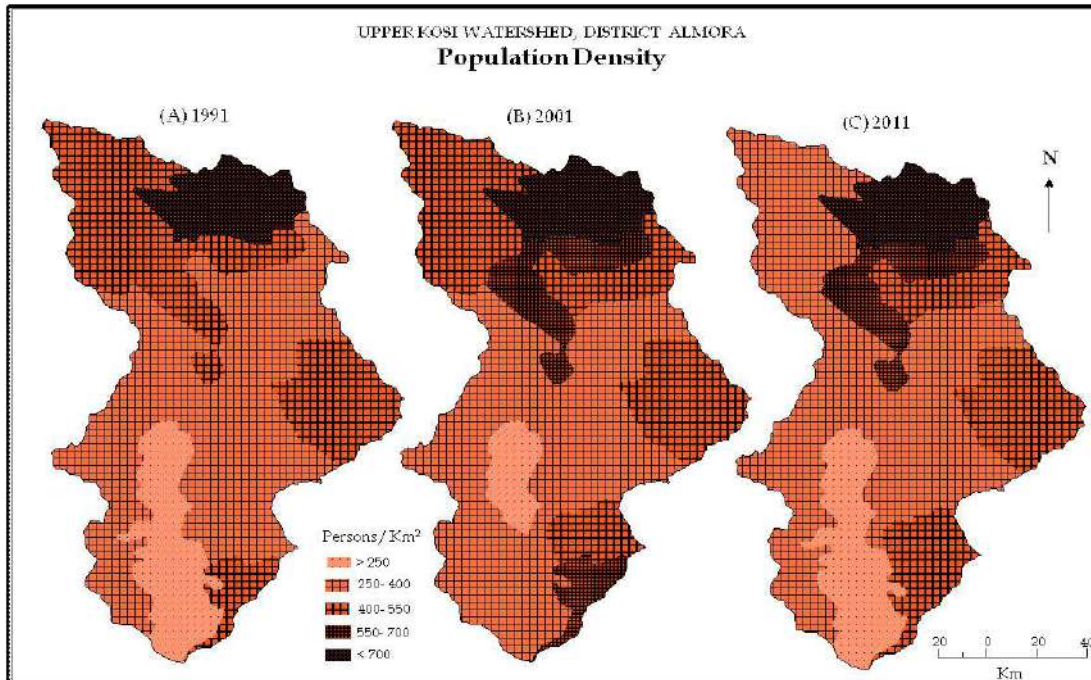 UPPER KOSI WATERSHED, DISTRICT ALMORA
Population Density
(A) 1991
(B) 2001
(C) 2011
N
Persons/ Km²
> 250
250- 400
400- 550
550- 700
< 700
20 0 20 40
Km